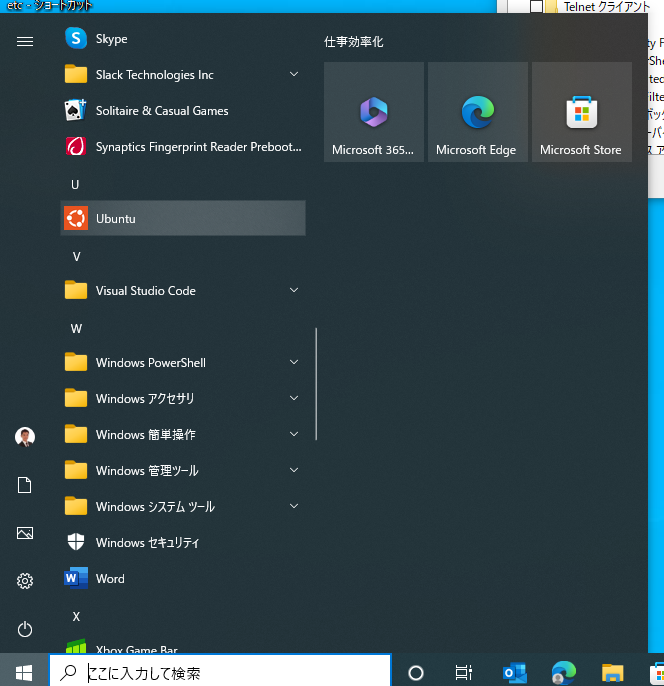 etc - ショートカット
Telnet クライアント
Skype
仕事効率化
Slack Technologies Inc
Solitaire & Casual Games
Synaptics Fingerprint Reader Preboot...
Microsoft 365...
Microsoft Edge
Microsoft Store
U
Ubuntu
V
Visual Studio Code
W
Windows PowerShell
Windows アクセサリ
Windows 簡単操作
Windows 管理ツール
Windows システム ツール
Windows セキュリティ
Word
X
Xbox Game Bar
ここに入力して検索